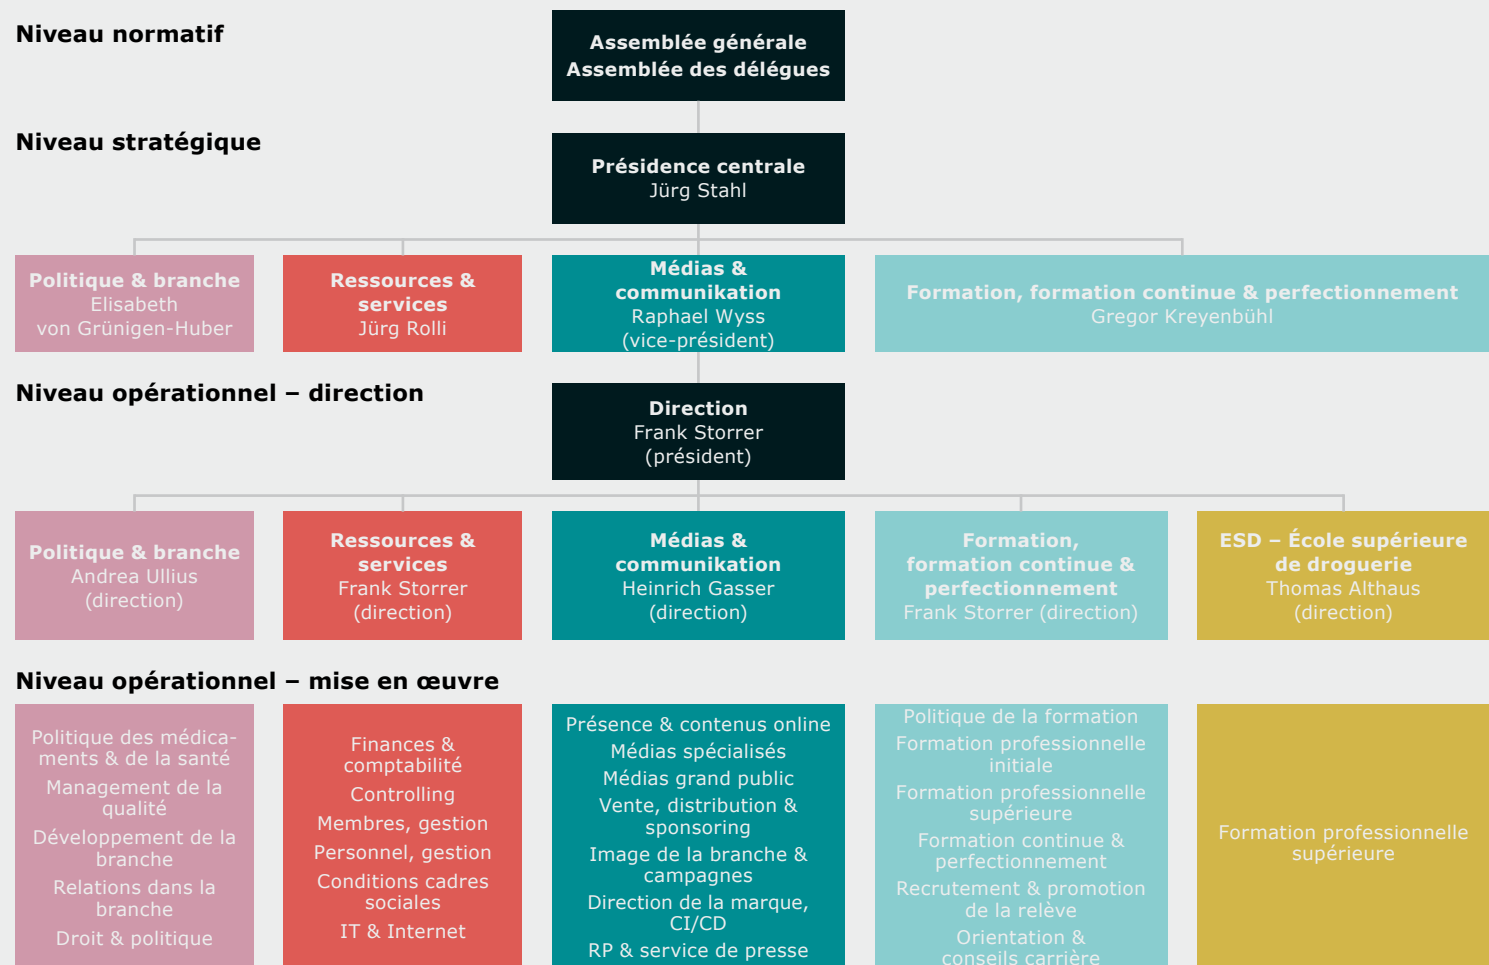 Niveau normatif
Assemblée générale
Assemblée des délégues
Niveau stratégique
Présidence centrale
Jürg Stahl
Politique & branche
Elisabeth
von Grünigen-Huber
Ressources &
services
Jürg Rolli
Médias &
communikation
Raphael Wyss
(vice-président)
Formation, formation continue & perfectionnement
Gregor Kreyenbühl
Niveau opérationnel – direction
Direction
Frank Storrer
(président)
Politique & branche
Andrea Ullius
(direction)
Ressources &
services
Frank Storrer
(direction)
Médias &
communikation
Heinrich Gasser
(direction)
Formation,
formation continue &
perfectionnement
Frank Storrer (direction)
ESD – École supérieure
de droguerie
Thomas Althaus
(direction)
Niveau opérationnel – mise en œuvre
Politique des médica-
ments & de la santé
Management de la
qualité
Développement de la
branche
Relations dans la
branche
Droit & politique
Finances &
comptabilité
Controlling
Membres, gestion
Personnel, gestion
Conditions cadres
sociales
IT & Internet
Présence & contenus online
Médias spécialisés
Médias grand public
Vente, distribution &
sponsoring
Image de la branche &
campagnes
Direction de la marque,
CI/CD
RP & service de presse
Politique de la formation
Formation professionnelle
initiale
Formation professionnelle
supérieure
Formation continue &
perfectionnement
Recrutement & promotion
de la relève
Orientation &
conseils carrière
Formation professionnelle
supérieure